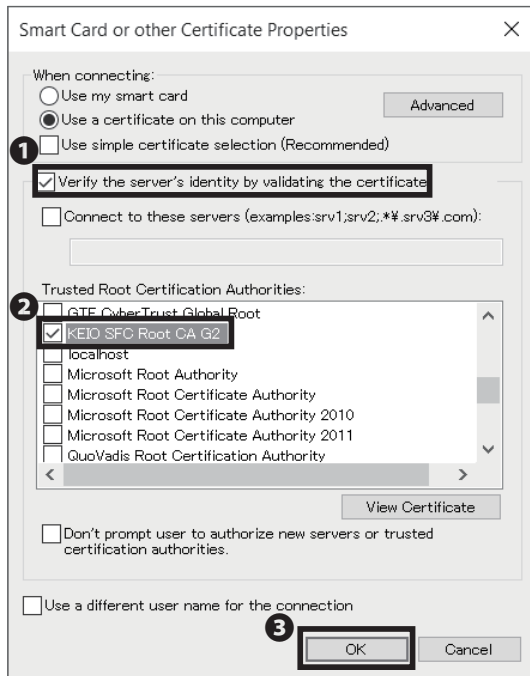 Smart Card or other Certificate Properties
When connecting:
Use my smart card
Use a certificate on this computer
Advanced
❶
Use simple certificate selection (Recommended)
Verify the server's identity by validating the certificate
Connect to these servers (examples:srv1;srv2;.*¥.srv3¥.com):
Trusted Root Certification Authorities:
❷
GTE CyberTrust Global Root
KEIO SFC Root CA G2
localhost
Microsoft Root Authority
Microsoft Root Certificate Authority
Microsoft Root Certificate Authority 2010
Microsoft Root Certificate Authority 2011
QuoVadis Root Certification Authority
View Certificate
Don't prompt user to authorize new servers or trusted
certification authorities.
Use a different user name for the connection
❸
OK
Cancel